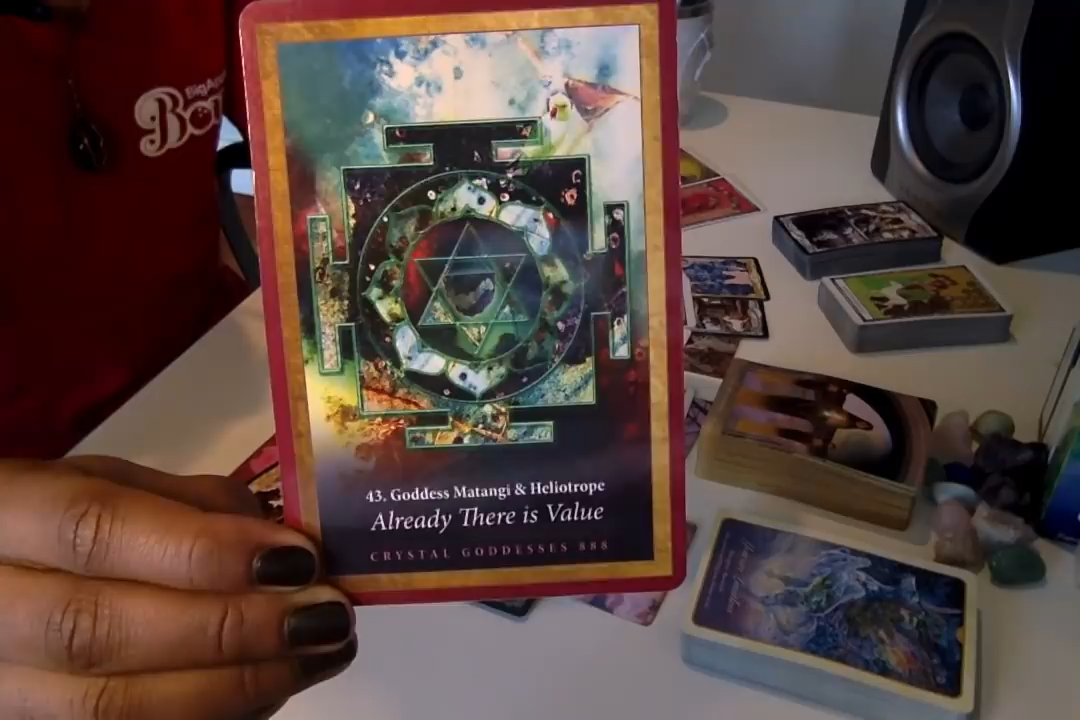 43. Goddess Matangi & Heliotrope
Already There is Value
CRYSTAL GODDESSES 888